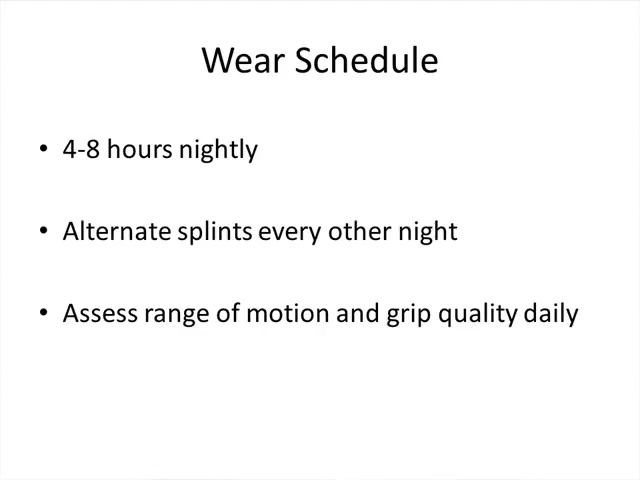 Wear Schedule
• 4-8 hours nightly
• Alternate splints every other night
• Assess range of motion and grip quality daily